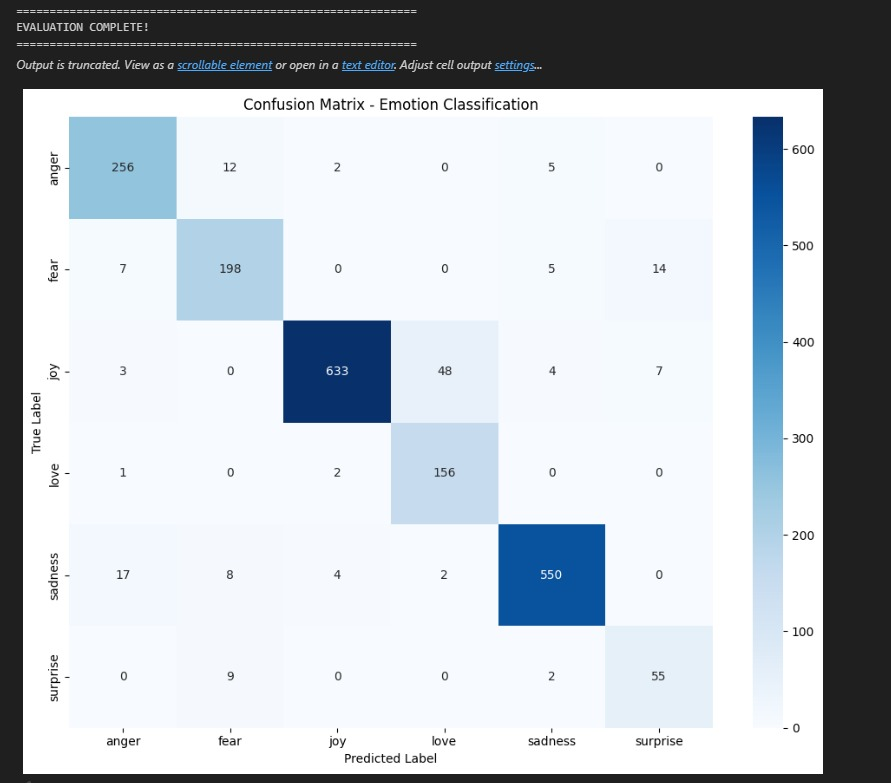 ============================================================
EVALUATION COMPLETE!
============================================================
Output is truncated. View as a scrollable element or open in a text editor. Adjust cell output settings...
Confusion Matrix - Emotion Classification
anger 256 12 2 0 5 0
fear 7 198 0 0 5 14
joy 3 0 633 48 4 7
love 1 0 2 156 0 0
sadness 17 8 4 2 550 0
surprise 0 9 0 0 2 55
True Label
anger fear joy love sadness surprise
Predicted Label
600
500
400
300
200
100
0